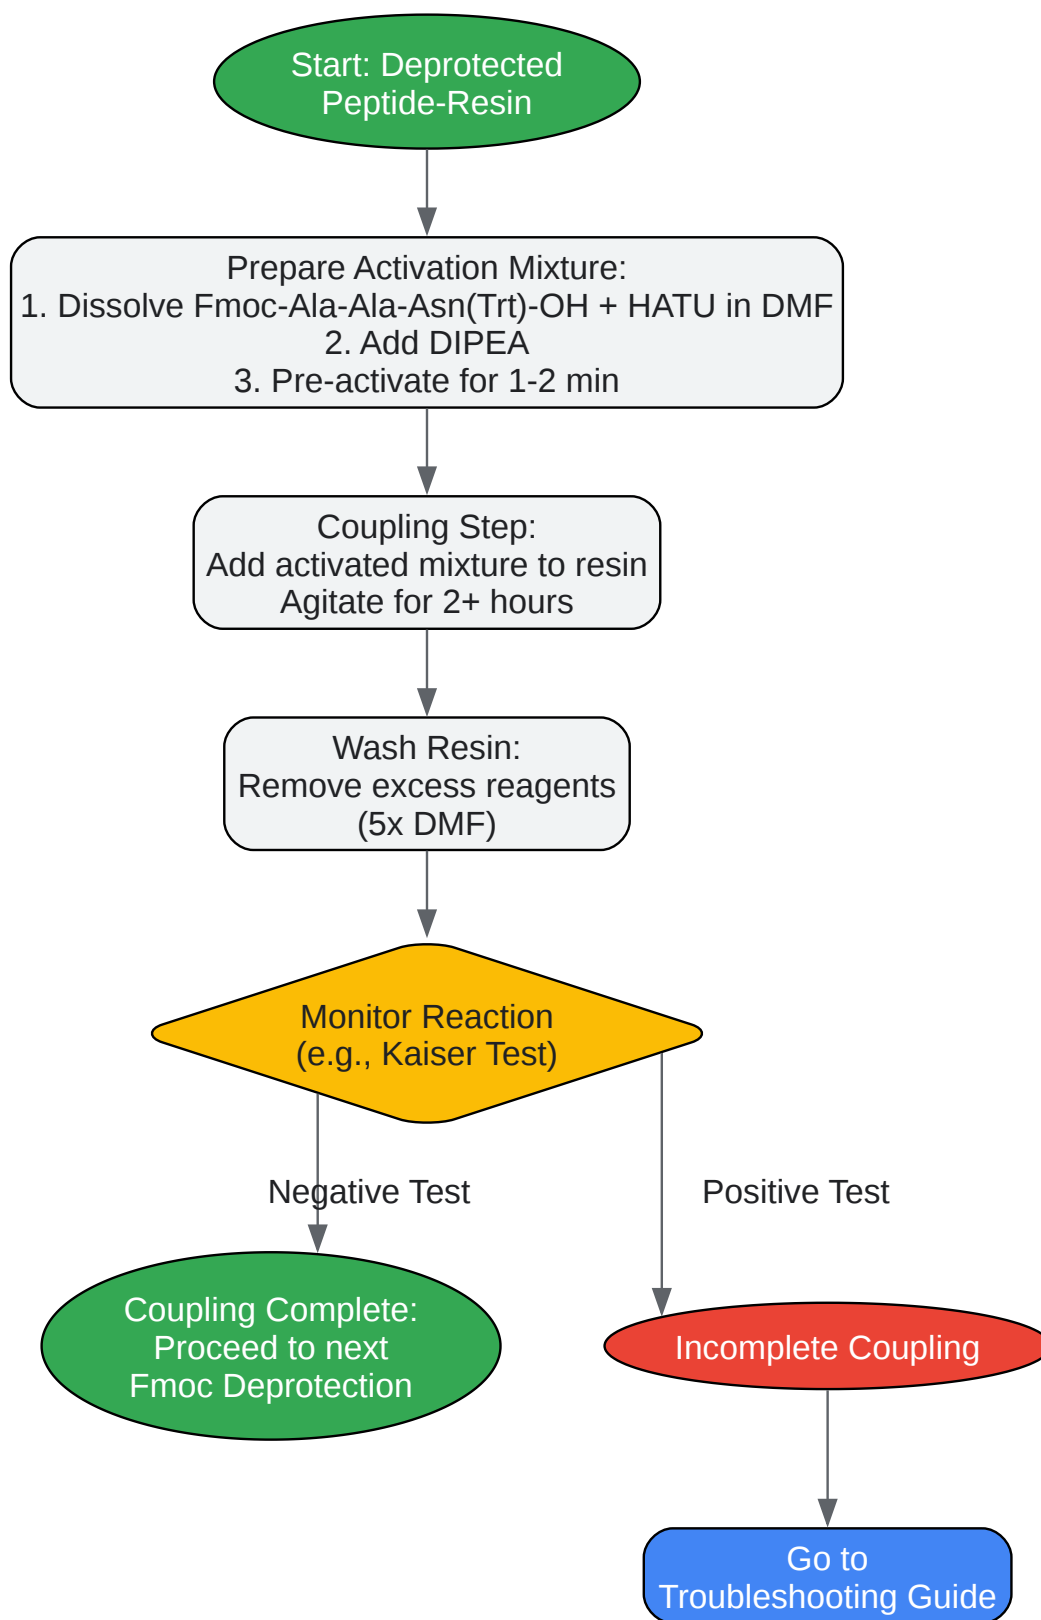 Start: Deprotected
Peptide-Resin
Prepare Activation Mixture:
1. Dissolve Fmoc-Ala-Ala-Asn(Trt)-OH + HATU in DMF
2. Add DIPEA
3. Pre-activate for 1-2 min
Coupling Step:
Add activated mixture to resin
Agitate for 2+ hours
Wash Resin:
Remove excess reagents
(5x DMF)
Monitor Reaction
(e.g., Kaiser Test)
Negative Test
Positive Test
Coupling Complete:
Proceed to next
Fmoc Deprotection
Incomplete Coupling
Go to
Troubleshooting Guide